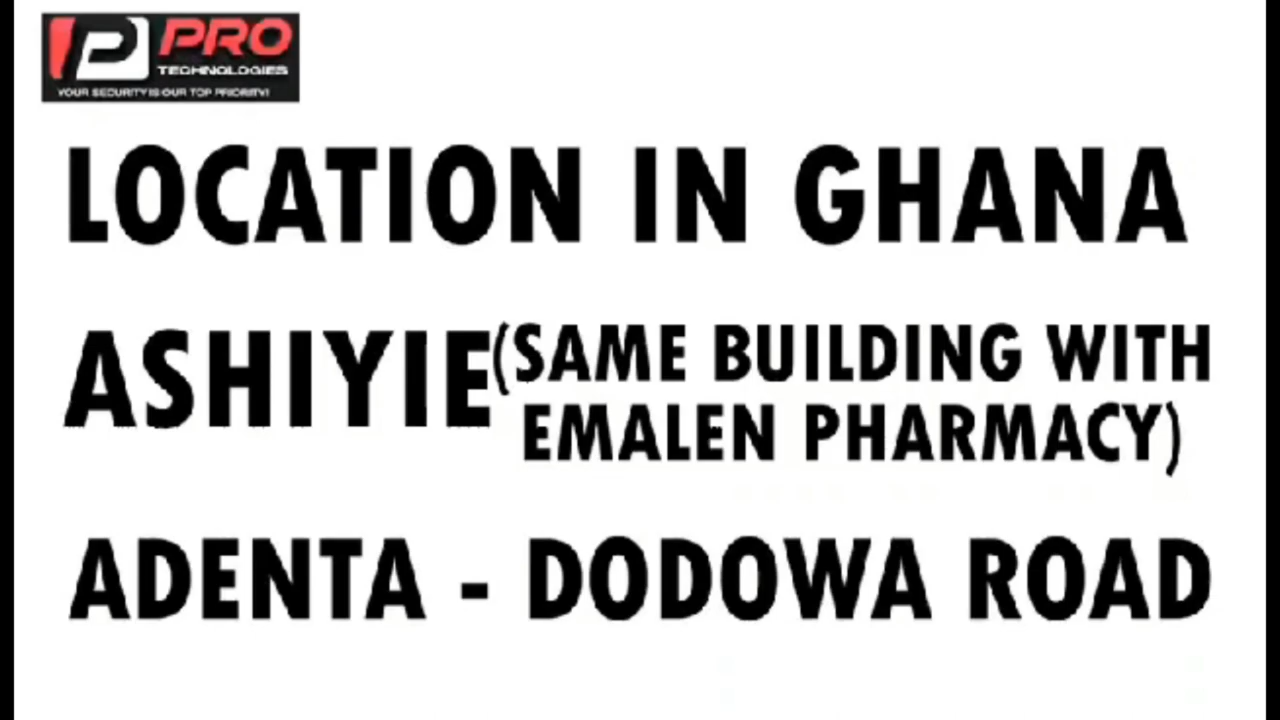 PRO
TECHNOLOGIES
YOUR SECURITY IS OUR TOP PRIORITY!
LOCATION IN GHANA
ASHIYIE (SAME BUILDING WITH
EMALEN PHARMACY)
ADENTA - DODOWA ROAD